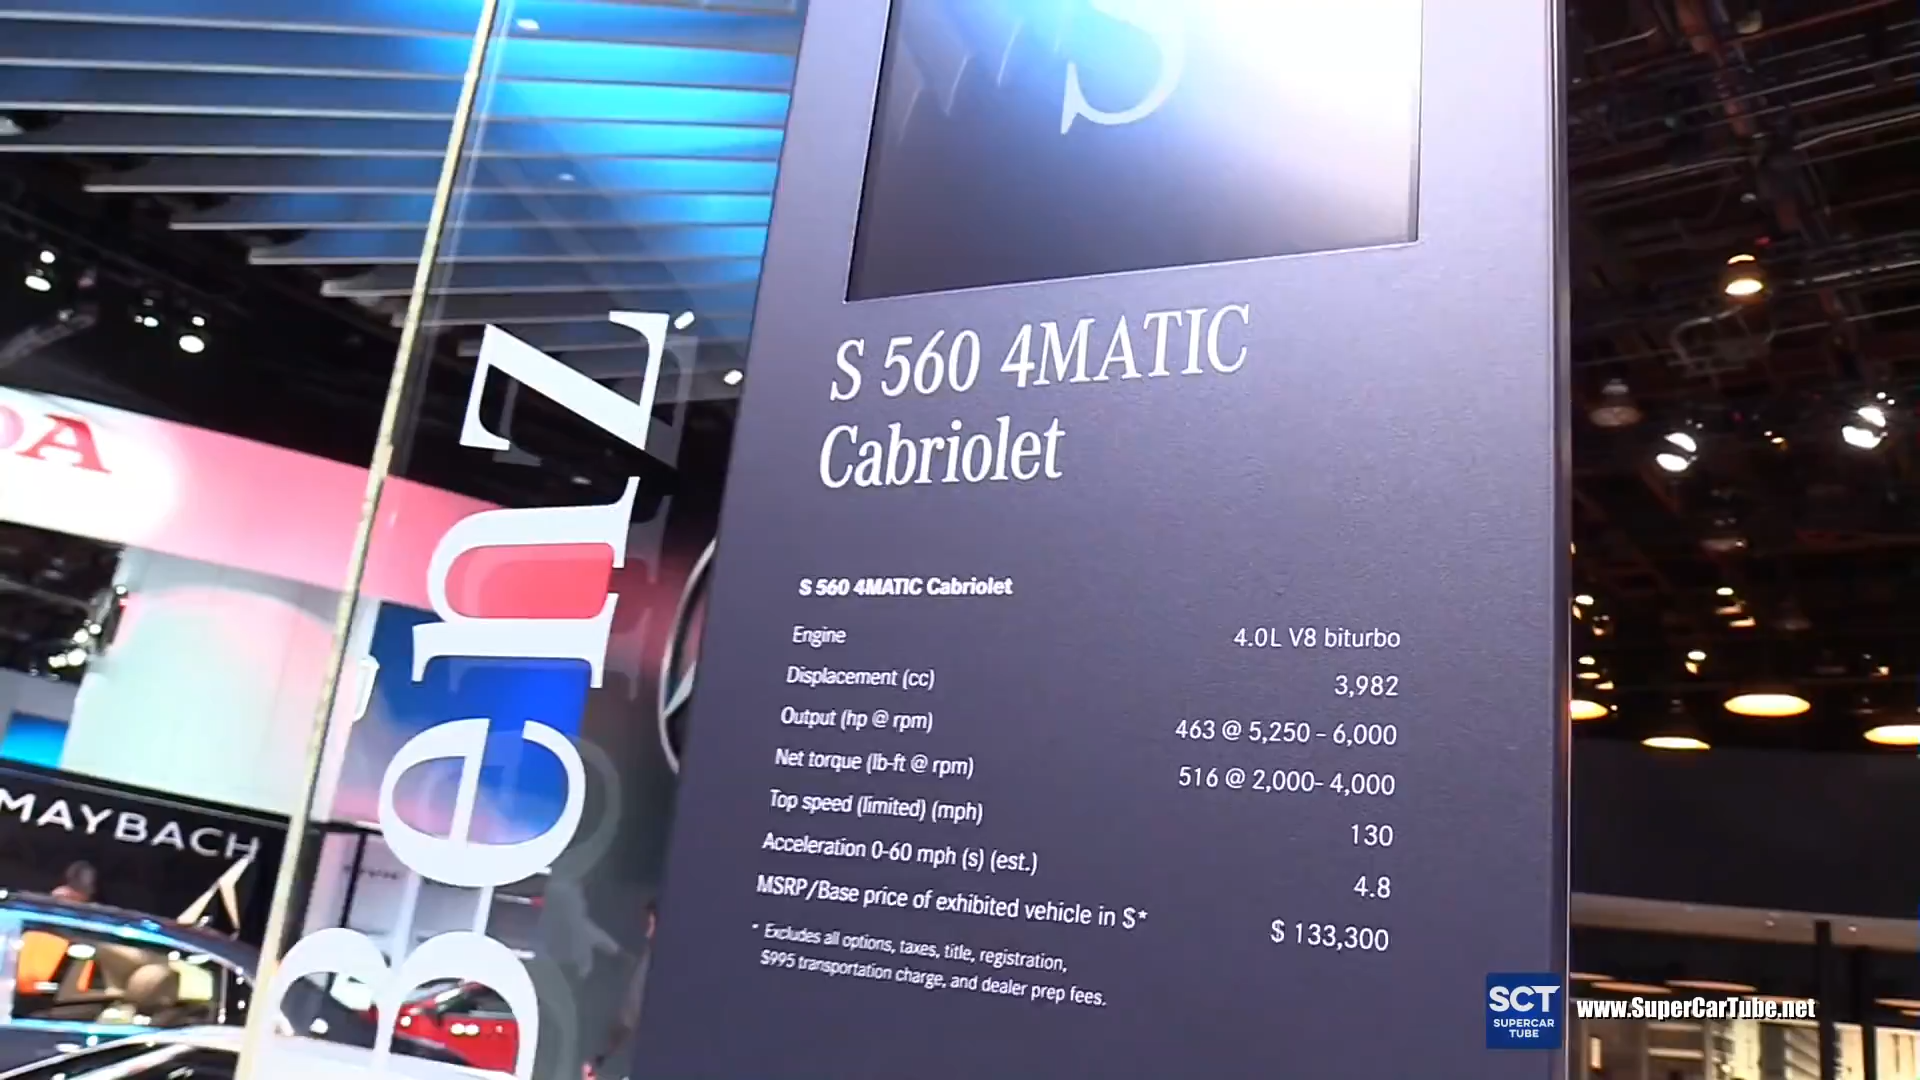 S
S 560 4MATIC
Cabriolet
S 560 4MATIC Cabriolet
Engine 4.0L V8 biturbo
Displacement (cc) 3,982
Output (hp @ rpm) 463 @ 5,250 - 6,000
Net torque (lb-ft @ rpm) 516 @ 2,000- 4,000
Top speed (limited) (mph) 130
Acceleration 0-60 mph (s) (est.) 4.8
MSRP/Base price of exhibited vehicle in $* $ 133,300
* Excludes all options, taxes, title, registration,
$995 transportation charge, and dealer prep fees.
Benz
DA
MAYBACH
SCT
SUPERCAR
TUBE
www.SuperCarTube.net